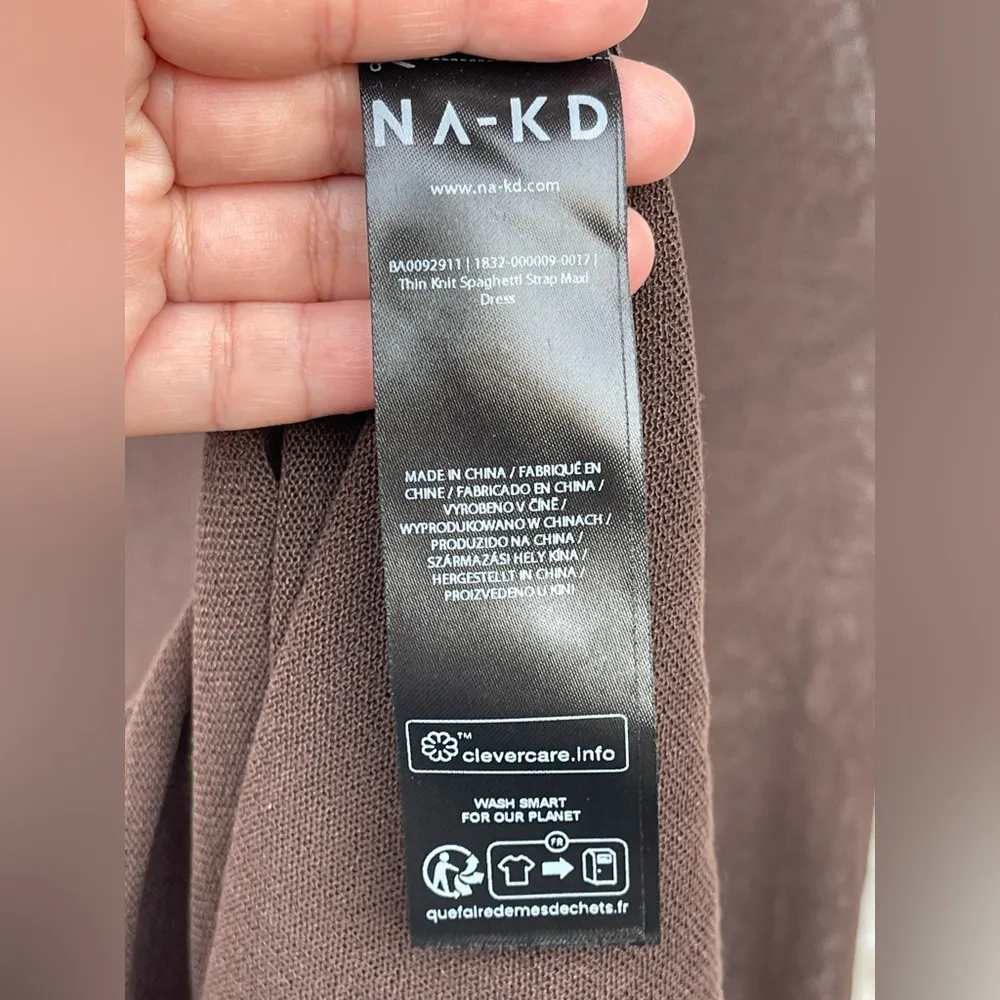 NA-KD
www.na-kd.com
BA0092911 | 1832-000009-0017 |
Thin Knit Spaghetti Strap Maxi
Dress
MADE IN CHINA / FABRIQUÉ EN
CHINE / FABRICADO EN CHINA /
VYROBENO V ČÍNĚ /
WYPRODUKOWANO W CHINACH /
PRODUZIDO NA CHINA /
SZÁRMAZÁSI HELY KÍNA /
HERGESTELLT IN CHINA /
PROIZVEDENO U KINI
™ clevercare.info
WASH SMART
FOR OUR PLANET
FR
quefairedemesdechets.fr